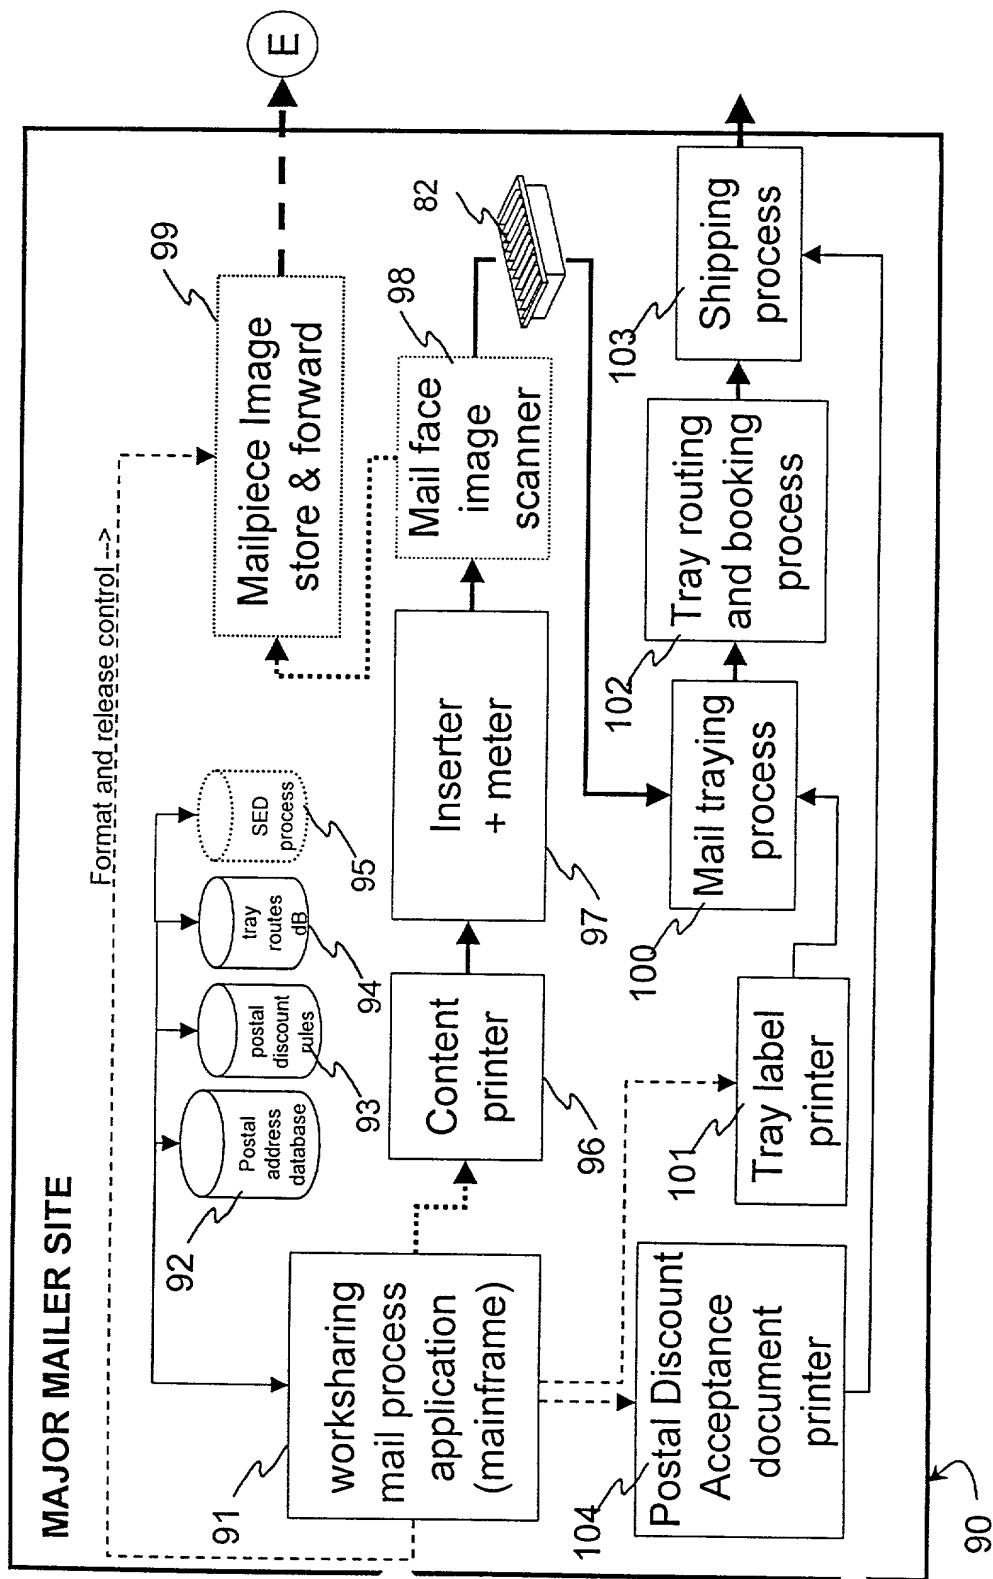 MAJOR MAILER SITE
Format and release control -->
E
99
Mailpiece Image
store & forward
92
Postal
address
database
93
postal
discount
rules
94
tray
routes
dB
95
SED
process
91
worksharing
mail process
application
(mainframe)
96
Content
printer
97
Inserter
+ meter
98
Mail face
image
scanner
82
104
Postal Discount
Acceptance
document
printer
101
Tray label
printer
100
Mail traying
process
102
Tray routing
and booking
process
103
Shipping
process
90